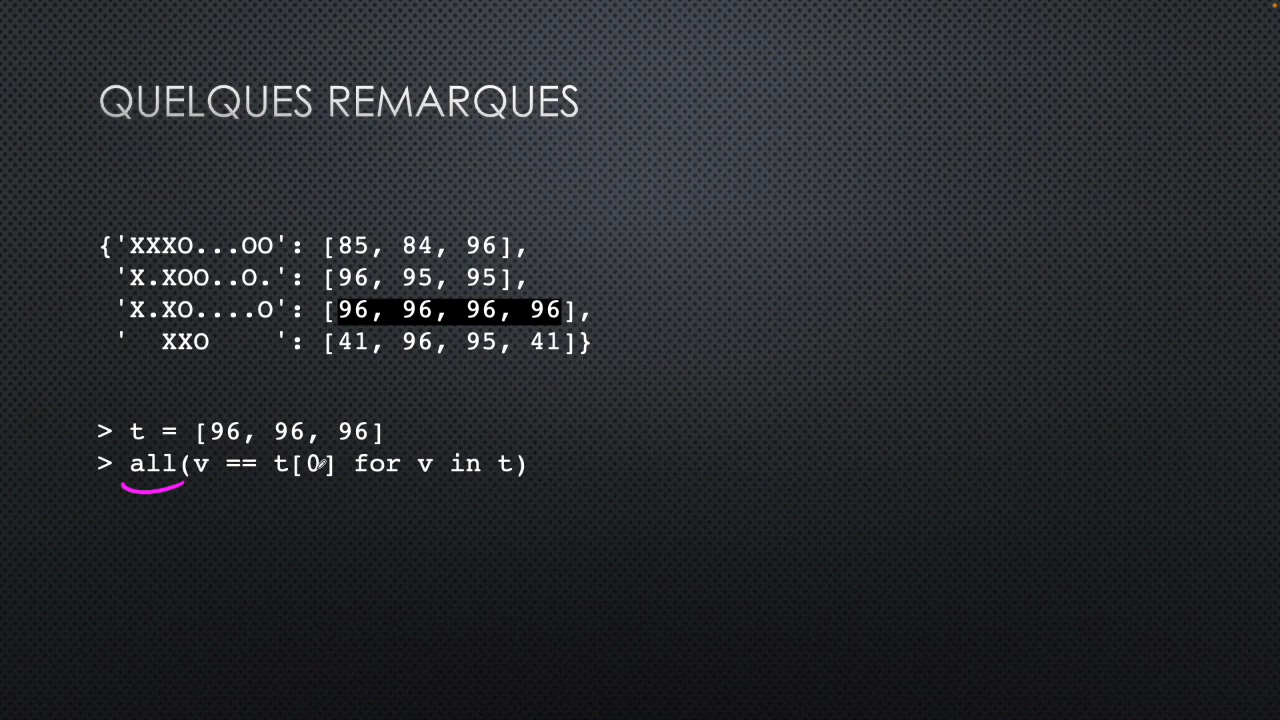 QUELQUES REMARQUES
{'XXXO...OO': [85, 84, 96],
'X.XOO..O.': [96, 95, 95],
'X.XO....O': [96, 96, 96, 96],
'  XXO    ': [41, 96, 95, 41]}
> t = [96, 96, 96]
> all(v == t[0] for v in t)